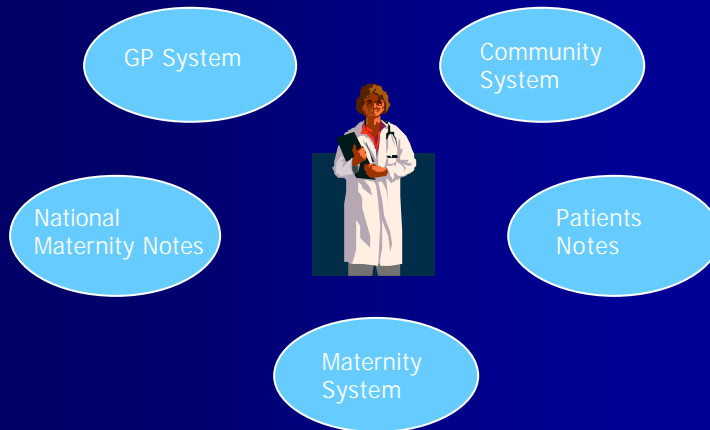 GP System
Community
System
National
Maternity Notes
Patients
Notes
Maternity
System